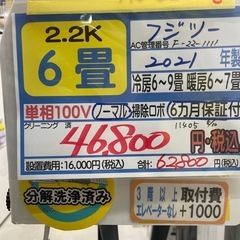 2.2K
フジツー
AC管理番号 F-22-1111
6畳
2021 年製
冷房6〜9畳 暖房6〜7畳
単相100V ノーマル 掃除ロボ (6カ月保証付
クリーニング 済
46,800 円・税込
設置費用:16.000円(税込) 62800円(税込)
分解洗浄済み
3階以上 取付費
エレベーターなし +1000